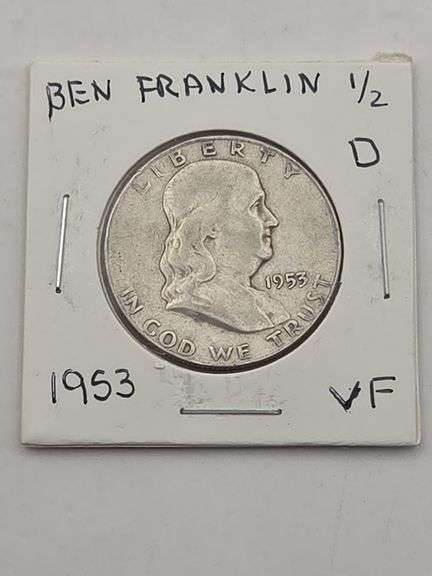 BEN FRANKLIN 1/2
D
LIBERTY
1953
IN GOD WE TRUST
1953
VF